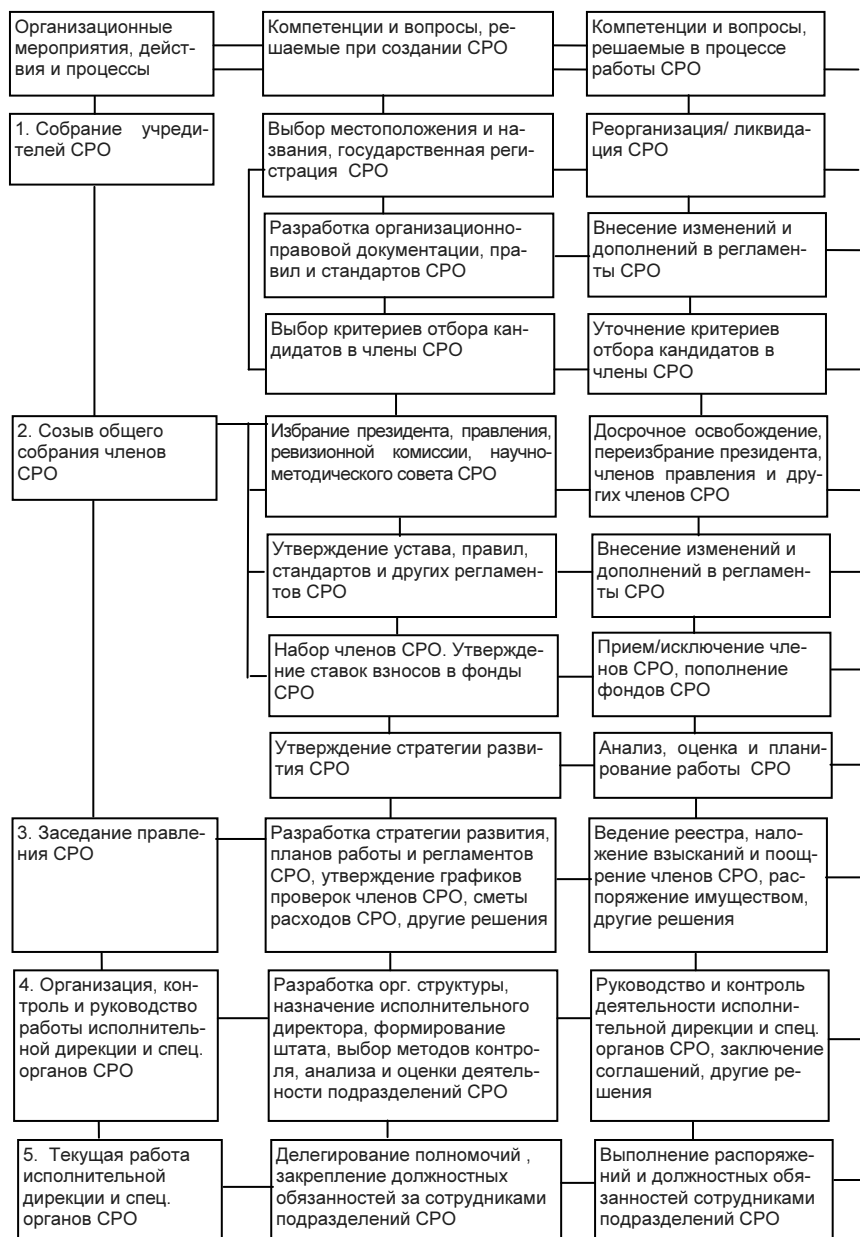 Организационные
мероприятия, дейст-
вия и процессы
Компетенции и вопросы, ре-
шаемые при создании СРО
Компетенции и вопросы,
решаемые в процессе
работы СРО
1. Собрание учреди-
телей СРО
Выбор местоположения и на-
звания, государственная реги-
страция СРО
Реорганизация/ ликвида-
ция СРО
Разработка организационно-
правовой документации, пра-
вил и стандартов СРО
Внесение изменений и
дополнений в регламен-
ты СРО
Выбор критериев отбора кан-
дидатов в члены СРО
Уточнение критериев
отбора кандидатов в
члены СРО
2. Созыв общего
собрания членов
СРО
Избрание президента, правления,
ревизионной комиссии, научно-
методического совета СРО
Досрочное освобождение,
переизбрание президента,
членов правления и дру-
гих членов СРО
Утверждение устава, правил,
стандартов и других регламен-
тов СРО
Внесение изменений и
дополнений в регламен-
ты СРО
Набор членов СРО. Утвержде-
ние ставок взносов в фонды
СРО
Прием/исключение чле-
нов СРО, пополнение
фондов СРО
Утверждение стратегии разви-
тия СРО
Анализ, оценка и плани-
рование работы СРО
3. Заседание правле-
ния СРО
Разработка стратегии развития,
планов работы и регламентов
СРО, утверждение графиков
проверок членов СРО, сметы
расходов СРО, другие решения
Ведение реестра, нало-
жение взысканий и поощ-
рение членов СРО, рас-
поряжение имуществом,
другие решения
4. Организация, кон-
троль и руководство
работы исполнитель-
ной дирекции и спец.
органов СРО
Разработка орг. структуры,
назначение исполнительного
директора, формирование
штата, выбор методов контро-
ля, анализа и оценки деятель-
ности подразделений СРО
Руководство и контроль
деятельности исполни-
тельной дирекции и спец.
органов СРО, заключение
соглашений, другие ре-
шения
5. Текущая работа
исполнительной
дирекции и спец.
органов СРО
Делегирование полномочий ,
закрепление должностных
обязанностей за сотрудниками
подразделений СРО
Выполнение распоряже-
ний и должностных обя-
занностей сотрудниками
подразделений СРО